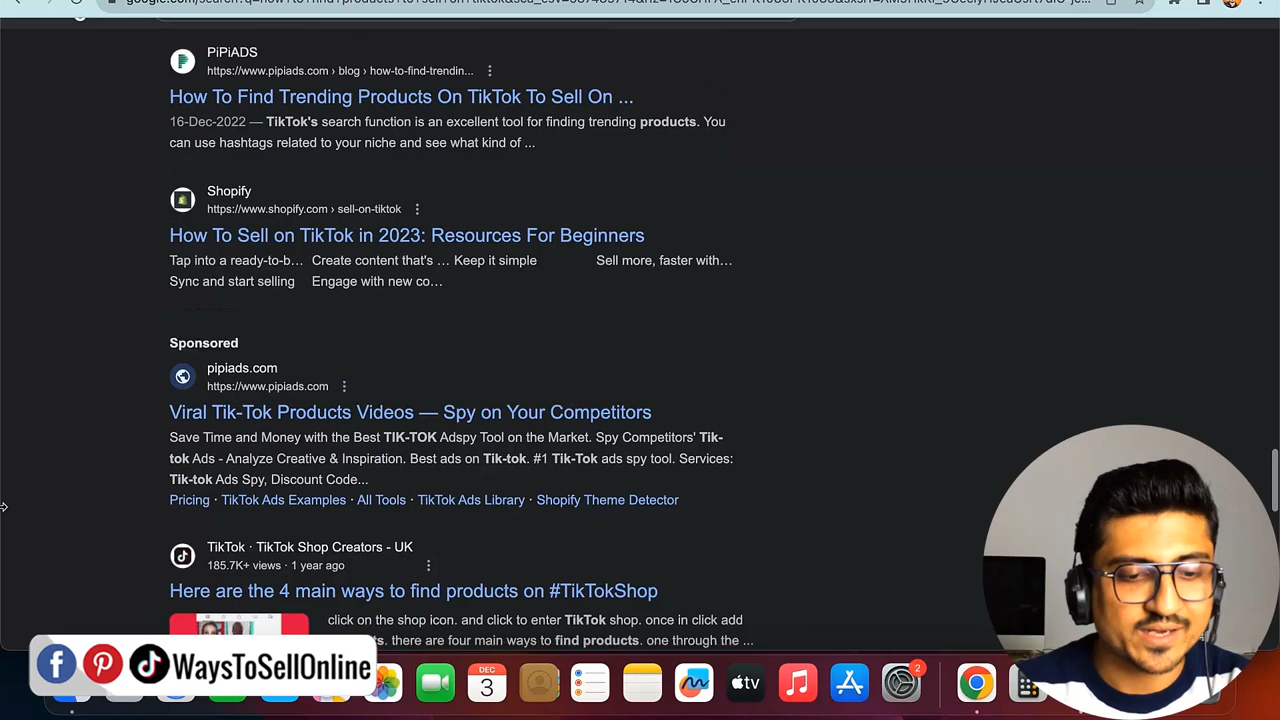 PiPiADS
https://www.pipiads.com › blog › how-to-find-trendin...
How To Find Trending Products On TikTok To Sell On ...
16-Dec-2022 — TikTok's search function is an excellent tool for finding trending products. You
can use hashtags related to your niche and see what kind of ...
Shopify
https://www.shopify.com › sell-on-tiktok
How To Sell on TikTok in 2023: Resources For Beginners
Tap into a ready-to-b... Create content that's ... Keep it simple Sell more, faster with...
Sync and start selling Engage with new co...
Sponsored
pipiads.com
https://www.pipiads.com
Viral Tik-Tok Products Videos — Spy on Your Competitors
Save Time and Money with the Best TIK-TOK Adspy Tool on the Market. Spy Competitors' Tik-
tok Ads - Analyze Creative & Inspiration. Best ads on Tik-tok. #1 Tik-Tok ads spy tool. Services:
Tik-tok Ads Spy, Discount Code...
Pricing · TikTok Ads Examples · All Tools · TikTok Ads Library · Shopify Theme Detector
TikTok · TikTok Shop Creators - UK
185.7K+ views · 1 year ago
Here are the 4 main ways to find products on #TikTokShop
click on the shop icon. and click to enter TikTok shop. once in click add
there are four main ways to find products. one through the ...
WaysToSellOnline
DEC
3
tv
2